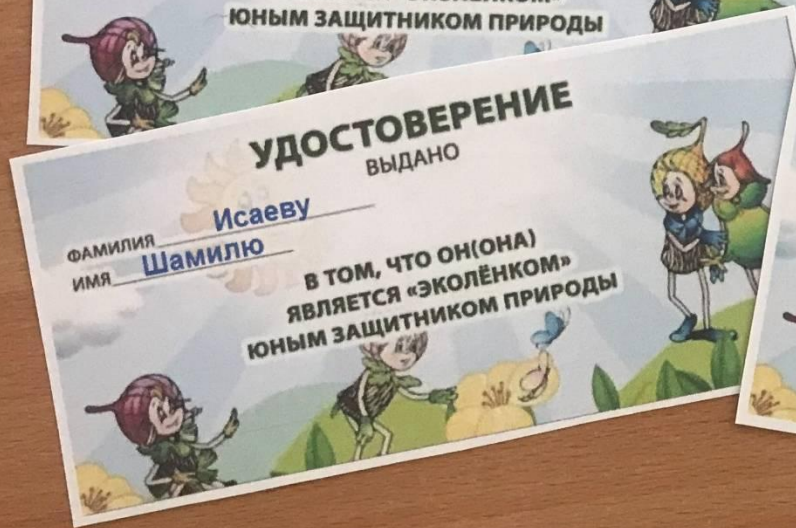 ЮНЫМ ЗАЩИТНИКОМ ПРИРОДЫ
УДОСТОВЕРЕНИЕ
ВЫДАНО
ФАМИЛИЯ Исаеву
ИМЯ Шамилю
В ТОМ, ЧТО ОН(ОНА)
ЯВЛЯЕТСЯ «ЭКОЛЁНКОМ»
ЮНЫМ ЗАЩИТНИКОМ ПРИРОДЫ